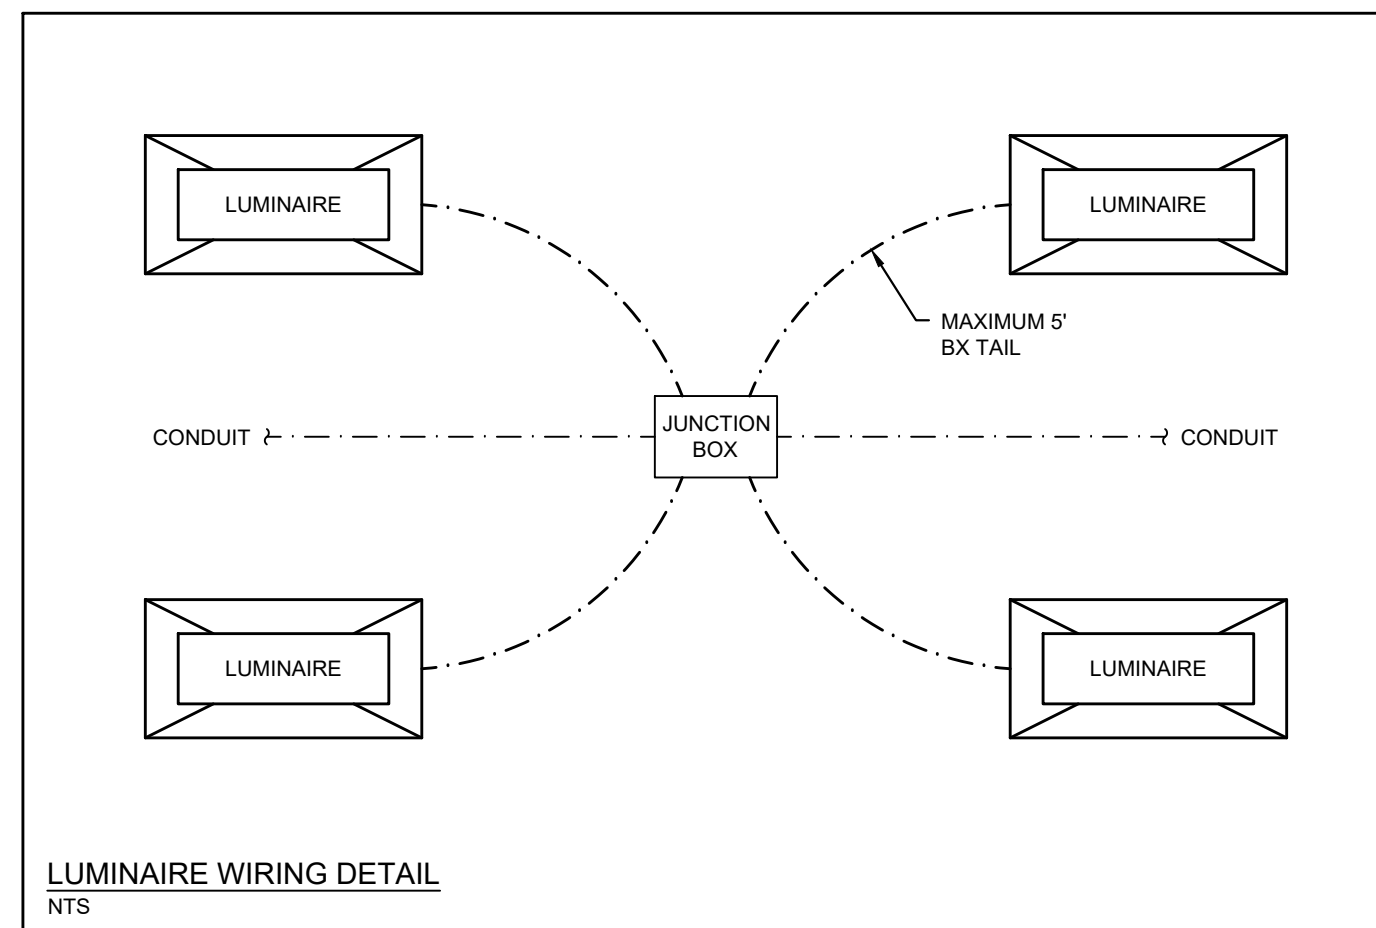 LUMINAIRE
LUMINAIRE
MAXIMUM 5'
BX TAIL
CONDUIT
JUNCTION
BOX
CONDUIT
LUMINAIRE
LUMINAIRE
LUMINAIRE WIRING DETAIL
NTS